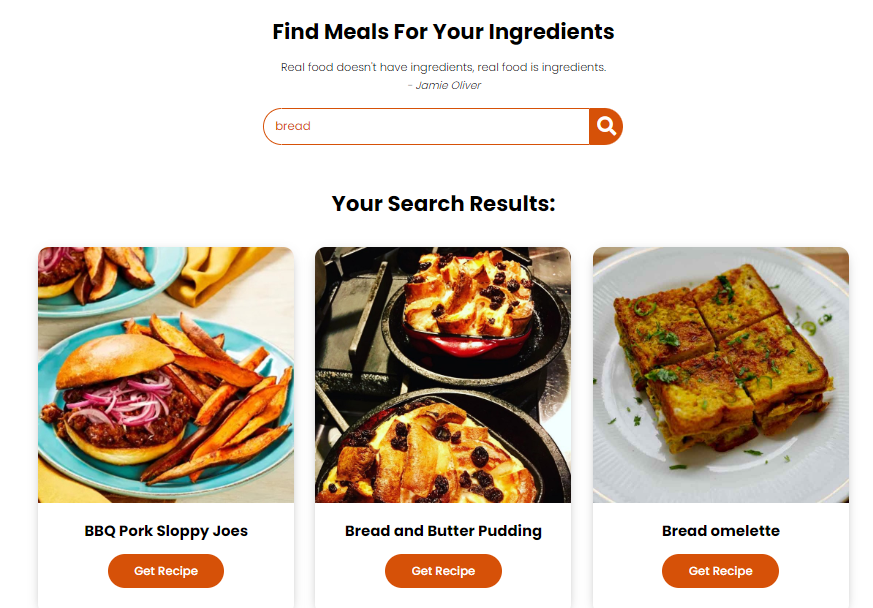 Find Meals For Your Ingredients
Real food doesn't have ingredients, real food is ingredients.
- Jamie Oliver
bread
Your Search Results:
BBQ Pork Sloppy Joes
Bread and Butter Pudding
Bread omelette
Get Recipe
Get Recipe
Get Recipe